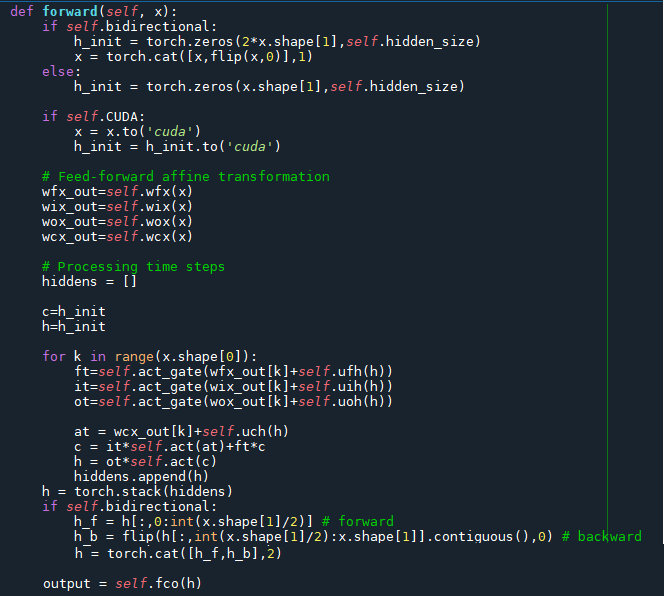 def forward(self, x):
    if self.bidirectional:
        h_init = torch.zeros(2*x.shape[1],self.hidden_size)
        x = torch.cat([x,flip(x,0)],1)
    else:
        h_init = torch.zeros(x.shape[1],self.hidden_size)

    if self.CUDA:
        x = x.to('cuda')
        h_init = h_init.to('cuda')

    # Feed-forward affine transformation
    wfx_out=self.wfx(x)
    wix_out=self.wix(x)
    wox_out=self.wox(x)
    wcx_out=self.wcx(x)

    # Processing time steps
    hiddens = []

    c=h_init
    h=h_init

    for k in range(x.shape[0]):
        ft=self.act_gate(wfx_out[k]+self.ufh(h))
        it=self.act_gate(wix_out[k]+self.uih(h))
        ot=self.act_gate(wox_out[k]+self.uoh(h))

        at = wcx_out[k]+self.uch(h)
        c = it*self.act(at)+ft*c
        h = ot*self.act(c)
        hiddens.append(h)
    h = torch.stack(hiddens)
    if self.bidirectional:
        h_f = h[:,0:int(x.shape[1]/2)] # forward
        h_b = flip(h[:,int(x.shape[1]/2):x.shape[1]].contiguous(),0) # backward
        h = torch.cat([h_f,h_b],2)

    output = self.fco(h)